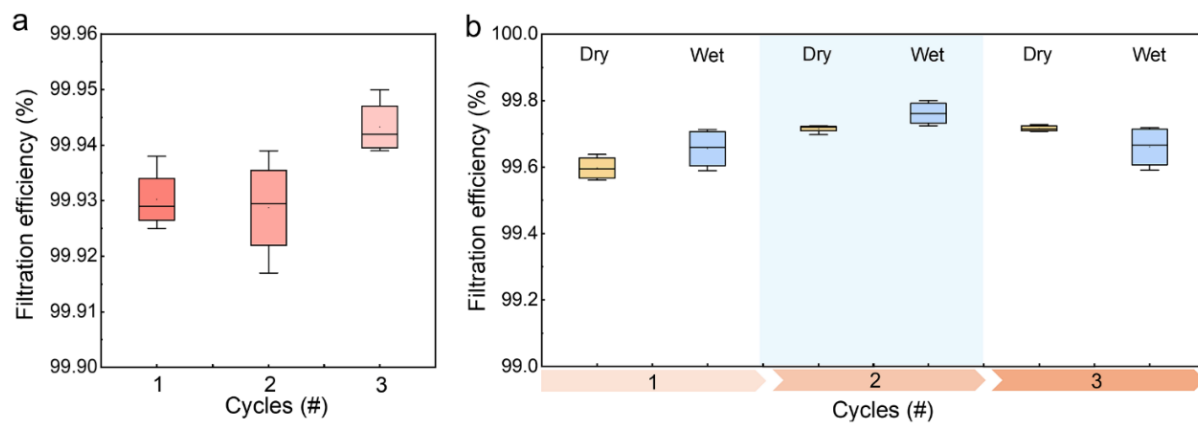 a
99.96
99.95
99.94
99.93
99.92
99.91
99.90
Filtration efficiency (%)
1 2 3
Cycles (#)
b
100.0
99.8
99.6
99.4
99.2
99.0
Filtration efficiency (%)
Dry Wet Dry Wet Dry Wet
1 2 3
Cycles (#)